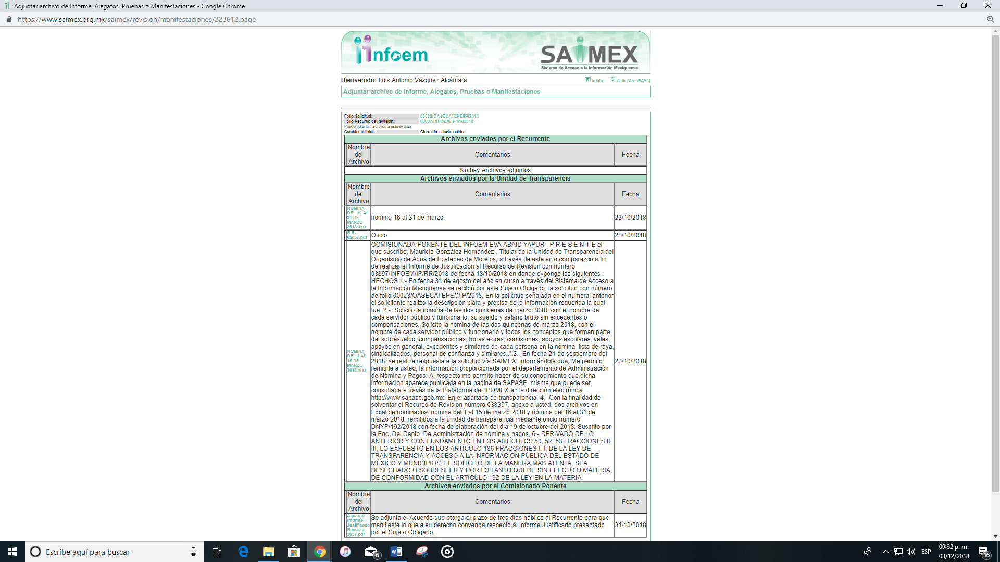 Adjuntar archivo de Informe, Alegatos, Pruebas o Manifestaciones - Google Chrome
https://www.saimex.org.mx/saimex/revision/manifestaciones/223612.page
infoem
SAIMEX
Sistema de Acceso a la Información Mexiquense
Bienvenido: Luis Antonio Vázquez Alcántara
Inicio Salir [ComEAY6]
Adjuntar archivo de Informe, Alegatos, Pruebas o Manifestaciones
Folio Solicitud: 00023/OASECATEPE/IP/2018
Folio Recurso de Revisión: 03897/INFOEM/IP/RR/2018
Puede adjuntar archivos a este estatus
Cambiar estatus: Cierre de la Instrucción
Archivos enviados por el Recurrente
Nombre
del
Archivo
Comentarios
Fecha
No hay Archivos adjuntos
Archivos enviados por la Unidad de Transparencia
Nombre
del
Archivo
Comentarios
Fecha
NOMINA
DEL 16 AL
31 DE
MARZO
2018.xlsx
nomina 16 al 31 de marzo
23/10/2018
R.R.
03897.pdf
Oficio
23/10/2018
NOMINA
DEL 1 AL
15 DE
MARZO
2018.xlsx
COMISIONADA PONENTE DEL INFOEM EVA ABAID YAPUR , P R E S E N T E el
que suscribe, Mauricio González Hernández , Titular de la Unidad de Transparencia del
Organismo de Agua de Ecatepec de Morelos, a través de este acto comparezco a fin
de realizar el Informe de Justificación al Recurso de Revisión con número
03897/INFOEM/IP/RR/2018 de fecha 18/10/2018 en donde expongo los siguientes :
HECHOS 1.- En fecha 31 de agosto del año en curso a través del Sistema de Acceso a
la Información Mexiquense se recibió por este Sujeto Obligado, la solicitud con número
de folio 00023/OASECATEPEC/IP/2018, En la solicitud señalada en el numeral anterior
el solicitante realizo la descripción clara y precisa de la información requerida la cual
fue: 2.- “Solicito la nómina de las dos quincenas de marzo 2018, con el nombre de
cada servidor público y funcionario, su sueldo y salario bruto sin excedentes o
compensaciones. Solicito la nómina de las dos quincenas de marzo 2018, con el
nombre de cada servidor público y funcionario y todos los conceptos que forman parte
del sobresueldo, compensaciones, horas extras, comisiones, apoyos escolares, vales,
apoyos en general, excedentes y similares de cada persona en la nómina, lista de raya,
sindicalizados, personal de confianza y similares..”.3.- En fecha 21 de septiembre del
2018, se realiza respuesta a la solicitud vía SAIMEX, informándole que; Me permito
remitirle a usted; la información proporcionada por el departamento de Administración
de Nómina y Pagos: Al respecto me permito hacer de su conocimiento que dicha
información aparece publicada en la página de SAPASE, misma que puede ser
consultada a través de la Plataforma del IPOMEX en la dirección electrónica
http://www.sapase.gob.mx. En el apartado de transparencia, 4.- Con la finalidad de
solventar el Recurso de Revisión número 038397, anexo a usted, dos archivos en
Excel de nominados: nómina del 1 al 15 de marzo 2018 y nómina del 16 al 31 de
marzo 2018, remitidos a la unidad de transparencia mediante oficio número
DNYP/192/2018 con fecha de elaboración del día 19 de octubre del 2018. Suscrito por
la Enc. Del Depto. De Administración de nómina y pagos, 6.- DERIVADO DE LO
ANTERIOR Y CON FUNDAMENTO EN LOS ARTÍCULOS 50, 52, 53 FRACCIONES II,
III, LO EXPUESTO EN LOS ARTÍCULO 186 FRACCIONES I, II DE LA LEY DE
TRANSPARENCIA Y ACCESO A LA INFORMACIÓN PÚBLICA DEL ESTADO DE
MÉXICO Y MUNICIPIOS; LE SOLICITO DE LA MANERA MÁS ATENTA, SEA
DESECHADO O SOBRESEER Y POR LO TANTO QUEDE SIN EFECTO O MATERIA;
DE CONFORMIDAD CON EL ARTÍCULO 192 DE LA LEY EN LA MATERIA.
23/10/2018
Archivos enviados por el Comisionado Ponente
Nombre
del
Archivo
Comentarios
Fecha
Acuerdo
Informe
Justificado
Recurso
3897.pdf
Se adjunta el Acuerdo que otorga el plazo de tres días hábiles al Recurrente para que
manifieste lo que a su derecho convenga respecto al Informe Justificado presentado
por el Sujeto Obligado.
31/10/2018
Escribe aquí para buscar
6
ESP
09:32 p. m.
03/12/2018
16